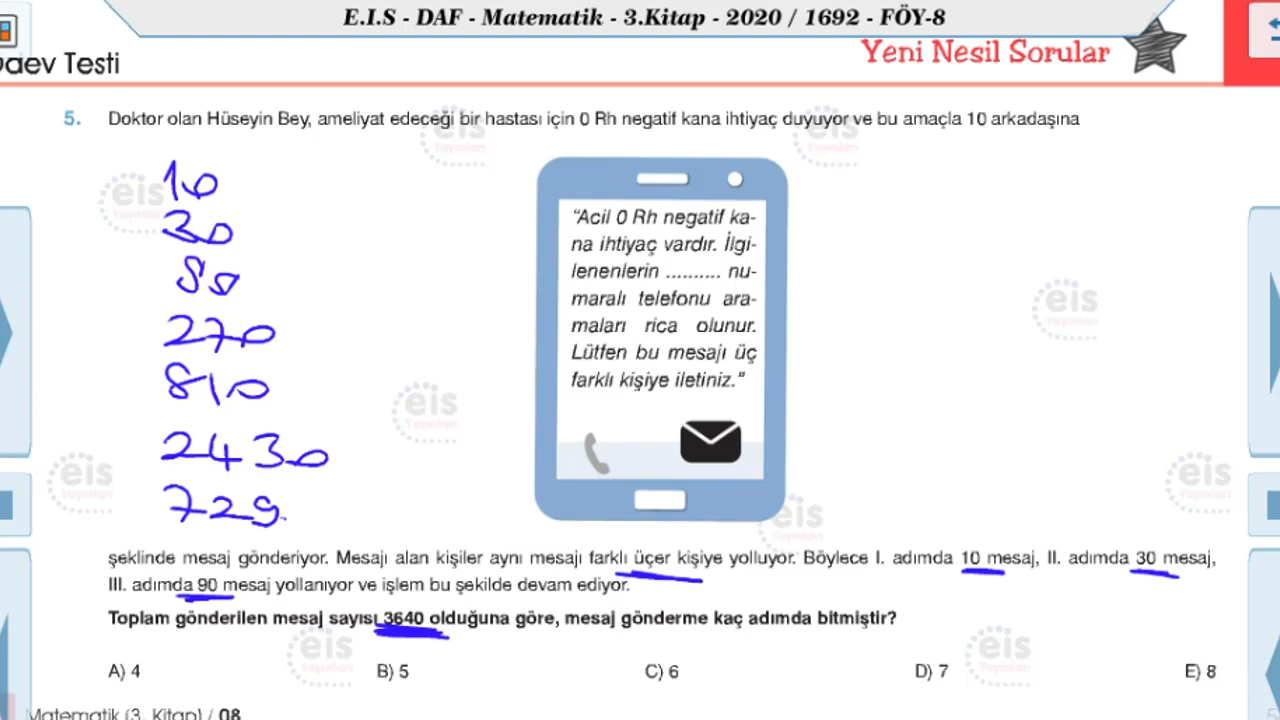 E.I.S - DAF - Matematik - 3.Kitap - 2020 / 1692 - FÖY-8
Yeni Nesil Sorular
Testi
5. Doktor olan Hüseyin Bey, ameliyat edeceği bir hastası için 0 Rh negatif kana ihtiyaç duyuyor ve bu amaçla 10 arkadaşına
10
30
270
810
2430
729
"Acil 0 Rh negatif ka-
na ihtiyaç vardır. İlgi-
lenenlerin .......... nu-
maralı telefonu ara-
maları rica olunur.
Lütfen bu mesajı üç
farklı kişiye iletiniz."
şeklinde mesaj gönderiyor. Mesajı alan kişiler aynı mesajı farklı üçer kişiye yolluyor. Böylece I. adımda 10 mesaj, II. adımda 30 mesaj,
III. adımda 90 mesaj yollanıyor ve işlem bu şekilde devam ediyor.
Toplam gönderilen mesaj sayısı 3640 olduğuna göre, mesaj gönderme kaç adımda bitmiştir?
A) 4 B) 5 C) 6 D) 7 E) 8
Matematik (3. Kitap) / 08
eis Yayınları